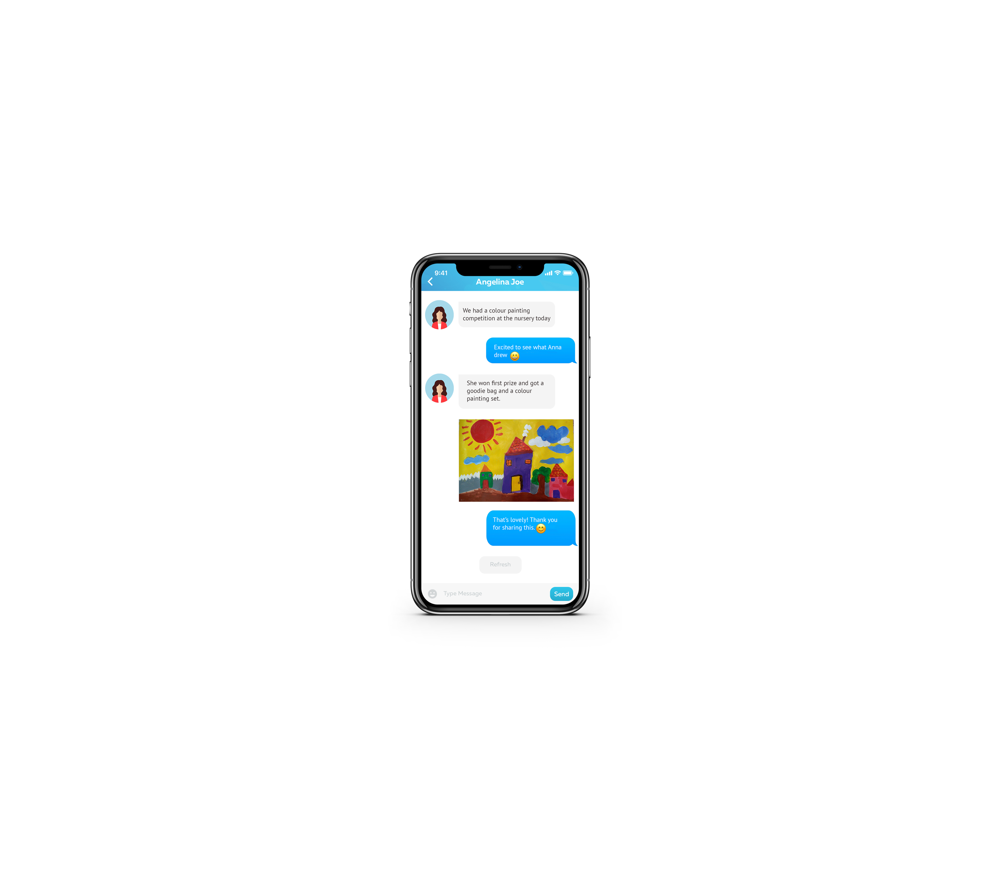 9:41
Angelina Joe
We had a colour painting
competition at the nursery today
Excited to see what Anna
drew 😀
She won first prize and got a
goodie bag and a colour
painting set.
That's lovely! Thank you
for sharing this. 😊
Refresh
Type Message
Send